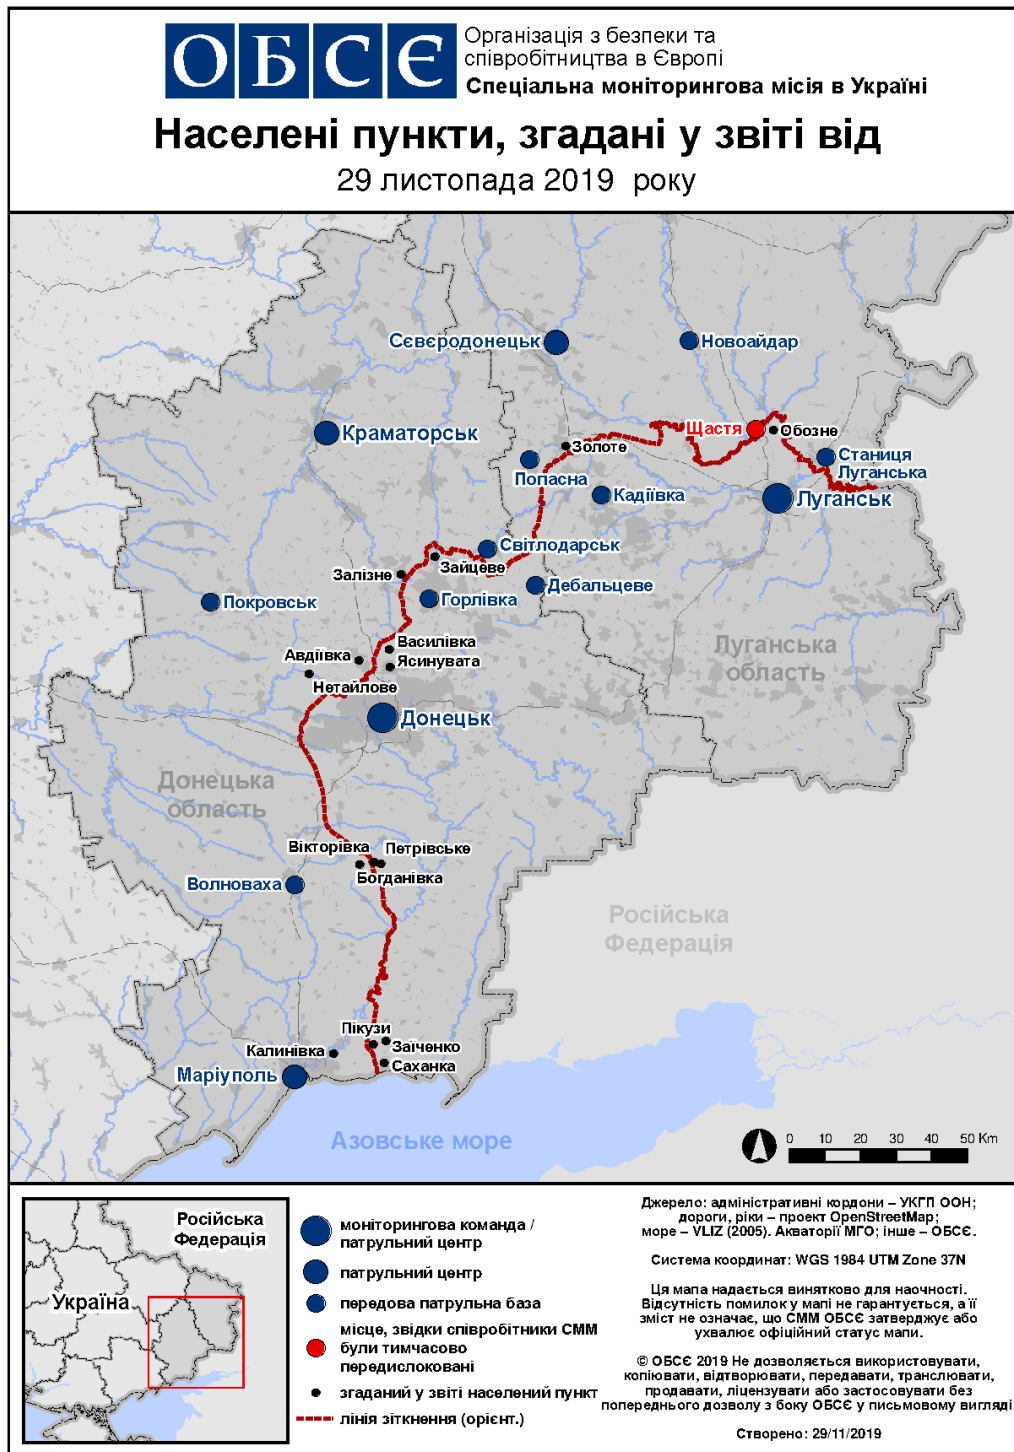 ОБСЄ
Організація з безпеки та
співробітництва в Європі
Спеціальна моніторингова місія в Україні
Населені пункти, згадані у звіті від
29 листопада 2019 року
Сєвєродонецьк
Новоайдар
Краматорськ
Щастя
Обозне
Золоте
Станиця
Луганська
Попасна
Кадіївка
Луганськ
Світлодарськ
Зайцеве
Залізне
Дебальцеве
Горлівка
Покровськ
Василівка
Авдіївка
Ясинувата
Нетайлове
Луганська
область
Донецьк
Донецька
область
Вікторівка
Петрівське
Богданівка
Волноваха
Російська
Федерація
Пікузи
Калинівка
Заїченко
Саханка
Маріуполь
Азовське море
0 10 20 30 40 50 Km
Російська
Федерація
Україна
моніторингова команда /
патрульний центр
патрульний центр
передова патрульна база
місце, звідки співробітники СММ
були тимчасово
передислоковані
згаданий у звіті населений пункт
лінія зіткнення (орієнт.)
Джерело: адміністративні кордони – УКГП ООН;
дороги, ріки – проект OpenStreetMap;
море – VLIZ (2005). Акваторії МГО; інше – ОБСЄ.
Система координат: WGS 1984 UTM Zone 37N
Ця мапа надається винятково для наочності.
Відсутність помилок у мапі не гарантується, а її
зміст не означає, що СММ ОБСЄ затверджує або
ухвалює офіційний статус мапи.
© ОБСЄ 2019 Не дозволяється використовувати,
копіювати, відтворювати, передавати, транслювати,
продавати, ліцензувати або застосовувати без
попереднього дозволу з боку ОБСЄ у письмовому вигляді
Створено: 29/11/2019